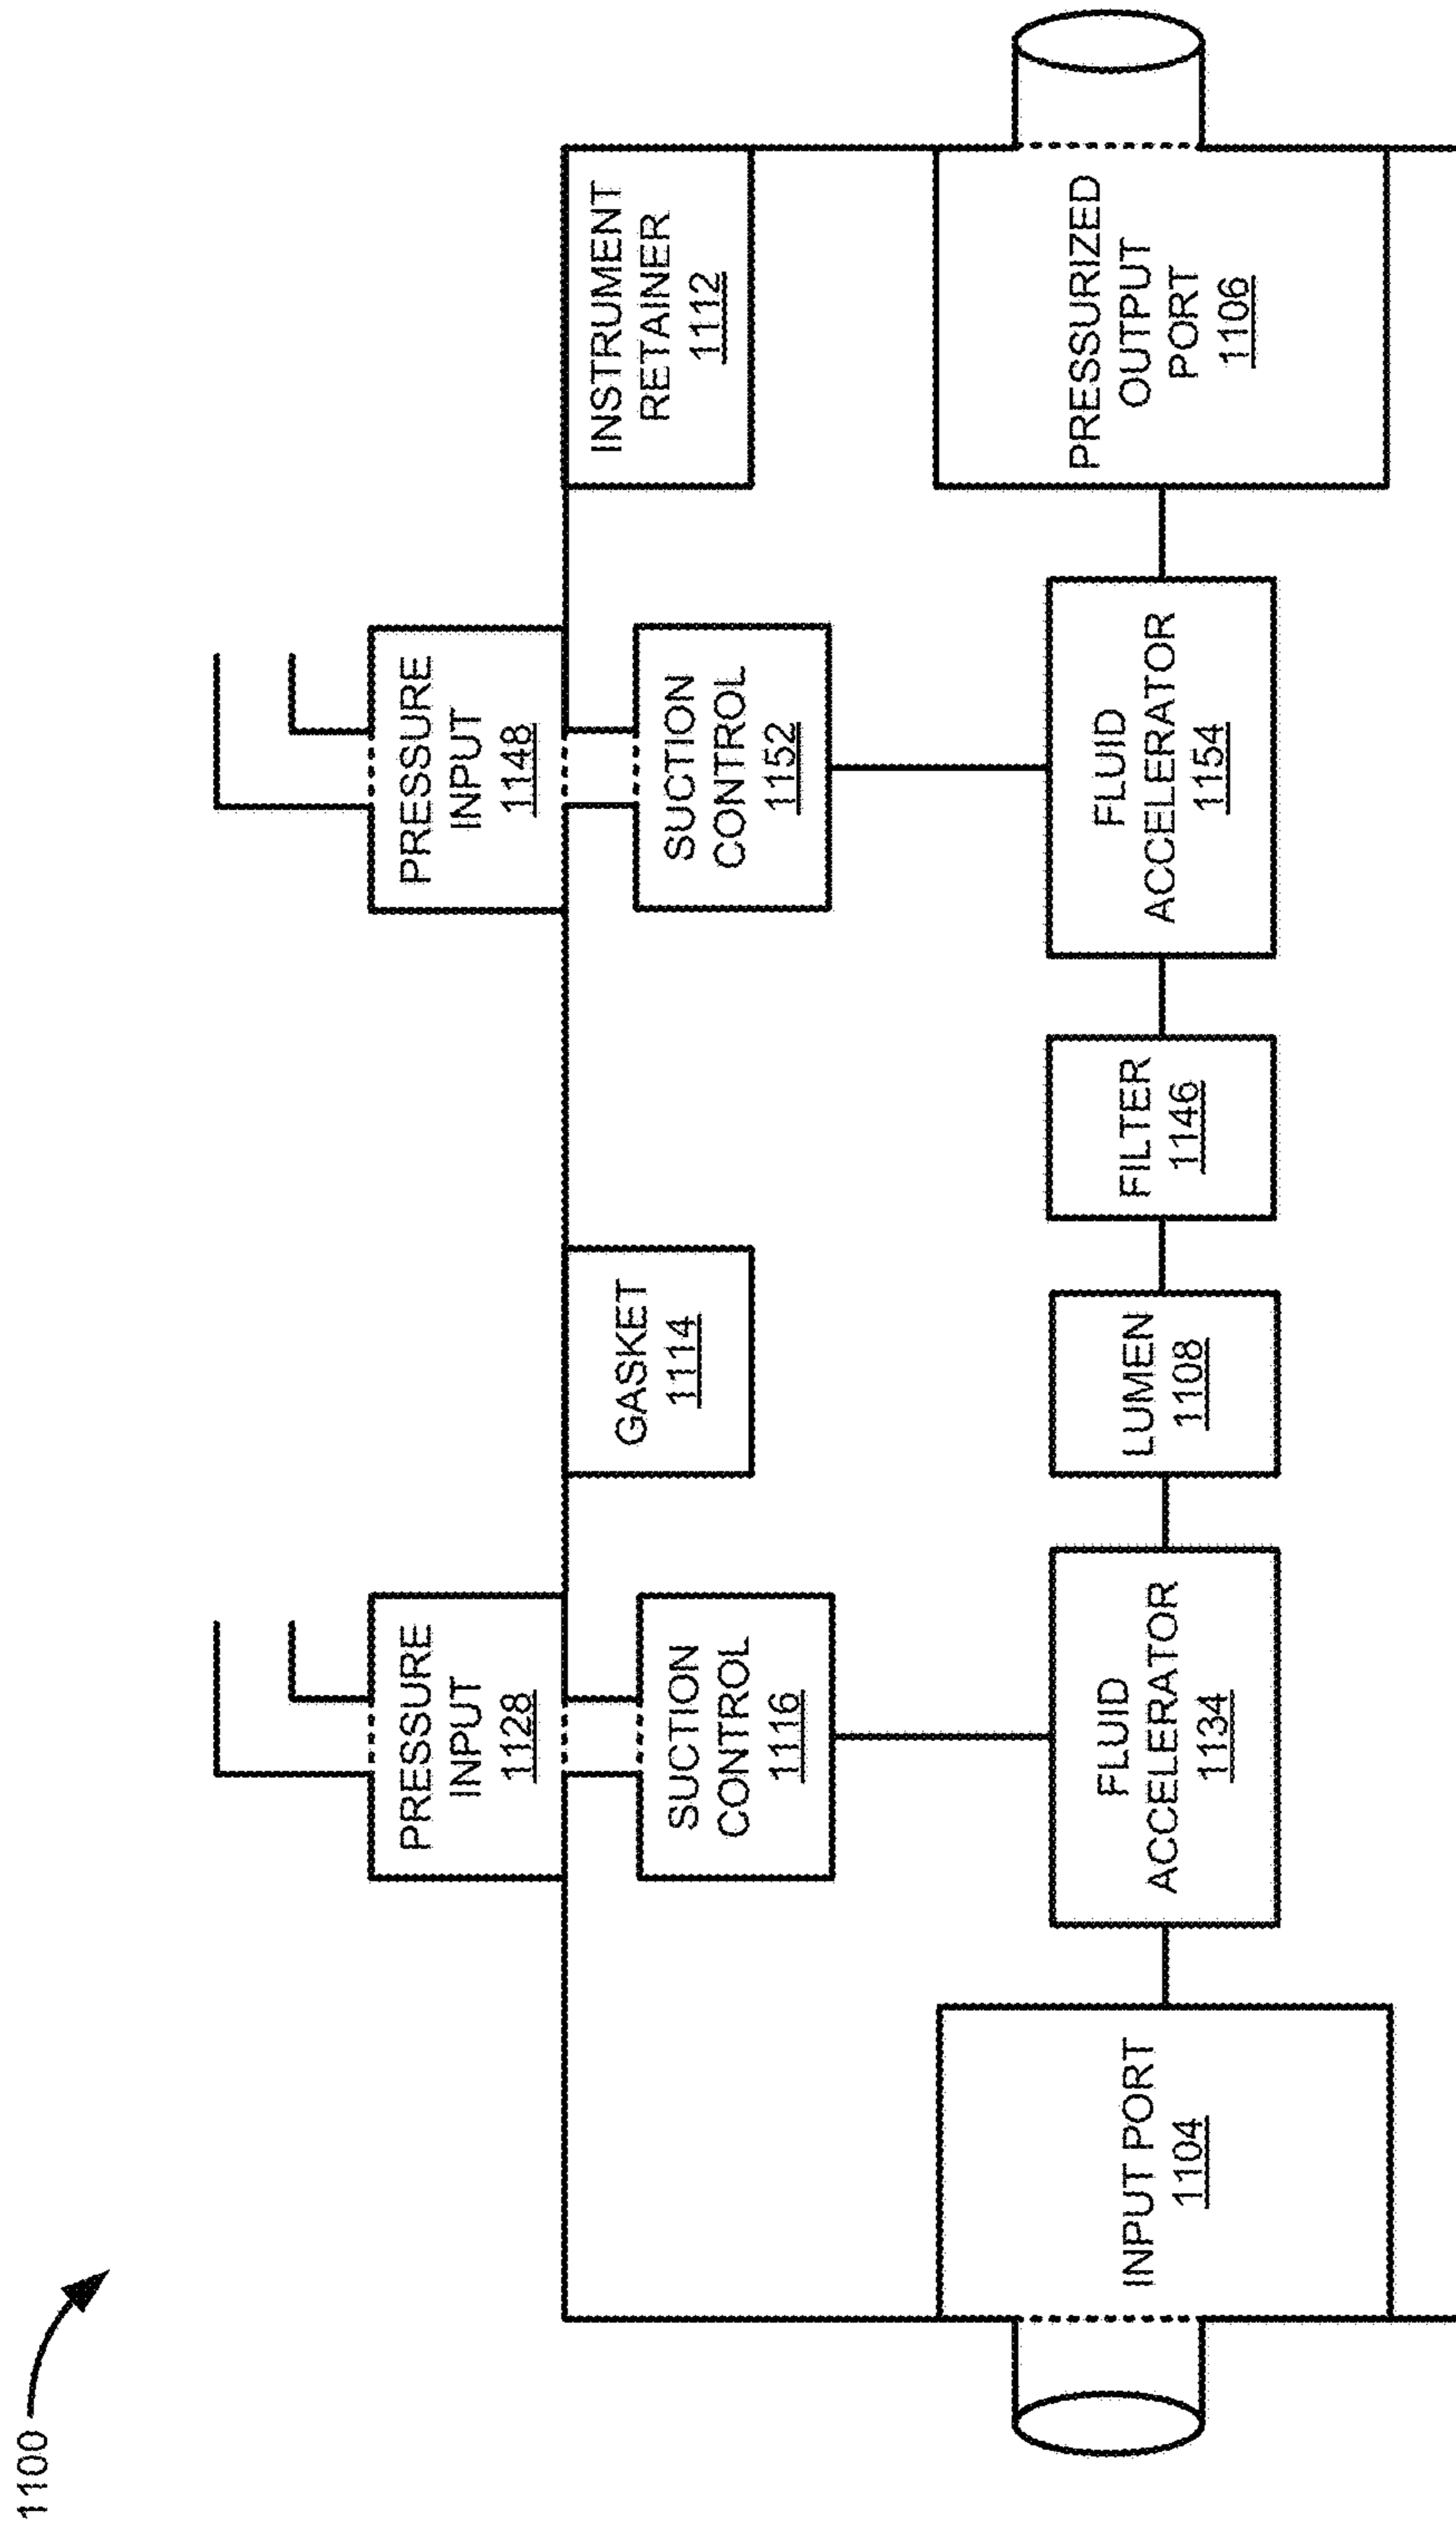 1100
PRESSURE
INPUT
1128
PRESSURE
INPUT
1148
SUCTION
CONTROL
1116
GASKET
1114
SUCTION
CONTROL
1152
INSTRUMENT
RETAINER
1112
INPUT PORT
1104
FLUID
ACCELERATOR
1134
LUMEN
1108
FILTER
1146
FLUID
ACCELERATOR
1154
PRESSURIZED
OUTPUT
PORT
1106